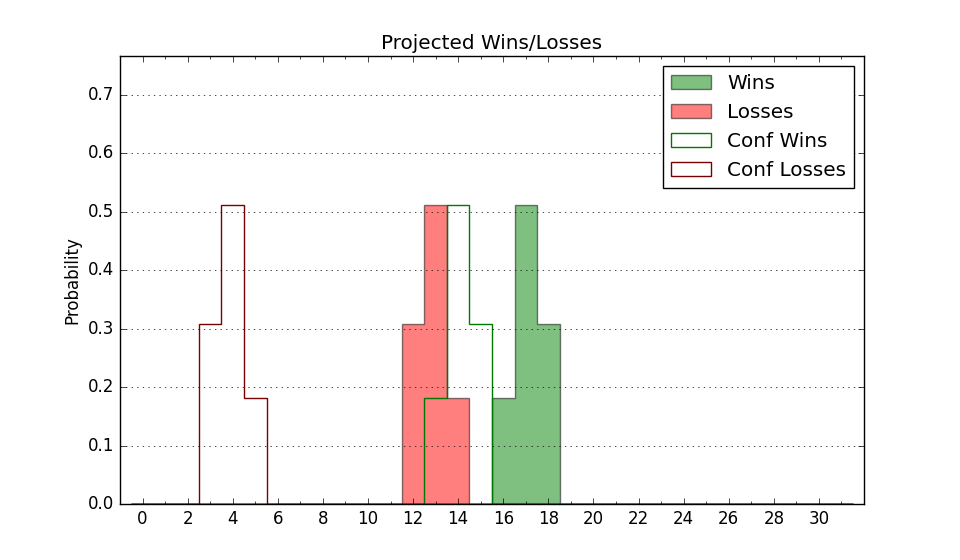 Projected Wins/Losses
Wins
Losses
Conf Wins
Conf Losses
Probability
0.7
0.6
0.5
0.4
0.3
0.2
0.1
0.0
0 2 4 6 8 10 12 14 16 18 20 22 24 26 28 30